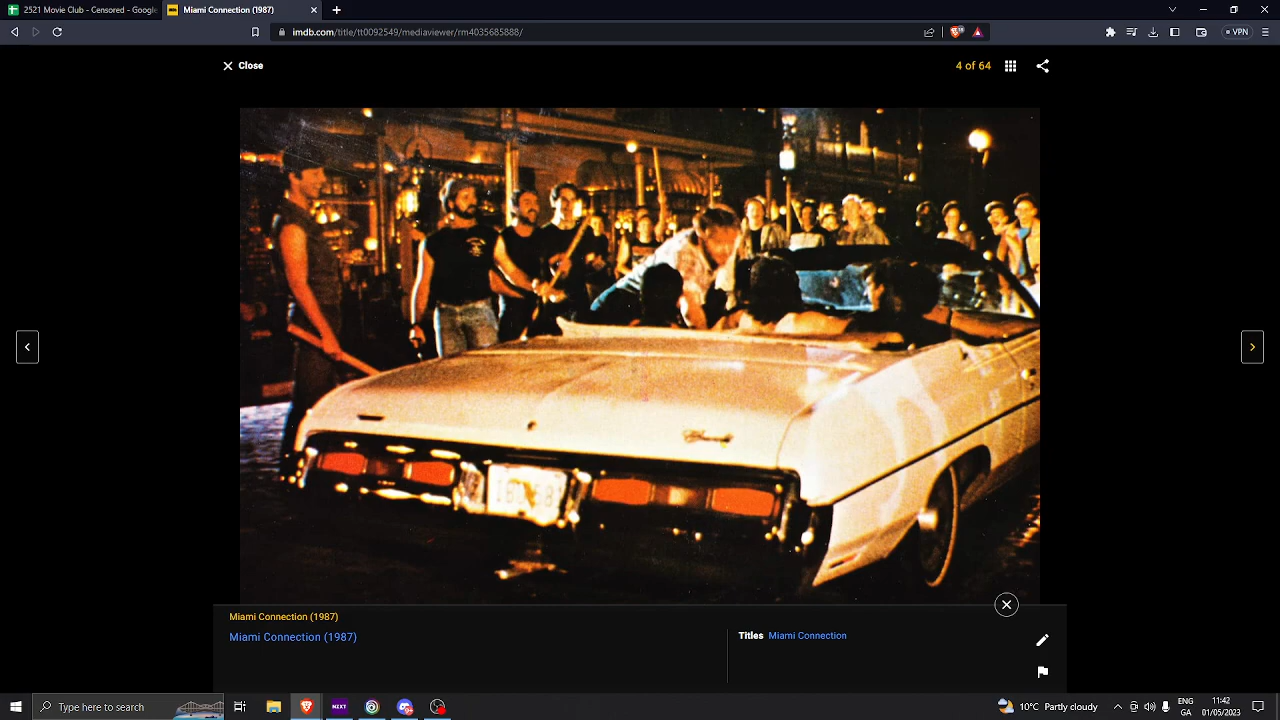 2521 Movie Club - Censored - Google
Miami Connection (1987)
imdb.com/title/tt0092549/mediaviewer/rm4035685888/
VPN
Close
4 of 64
Miami Connection (1987)
Miami Connection (1987)
Titles Miami Connection
Type here to search
NEXT
10°C Partly cloudy
ENG
GA
11:42
01/05/2023